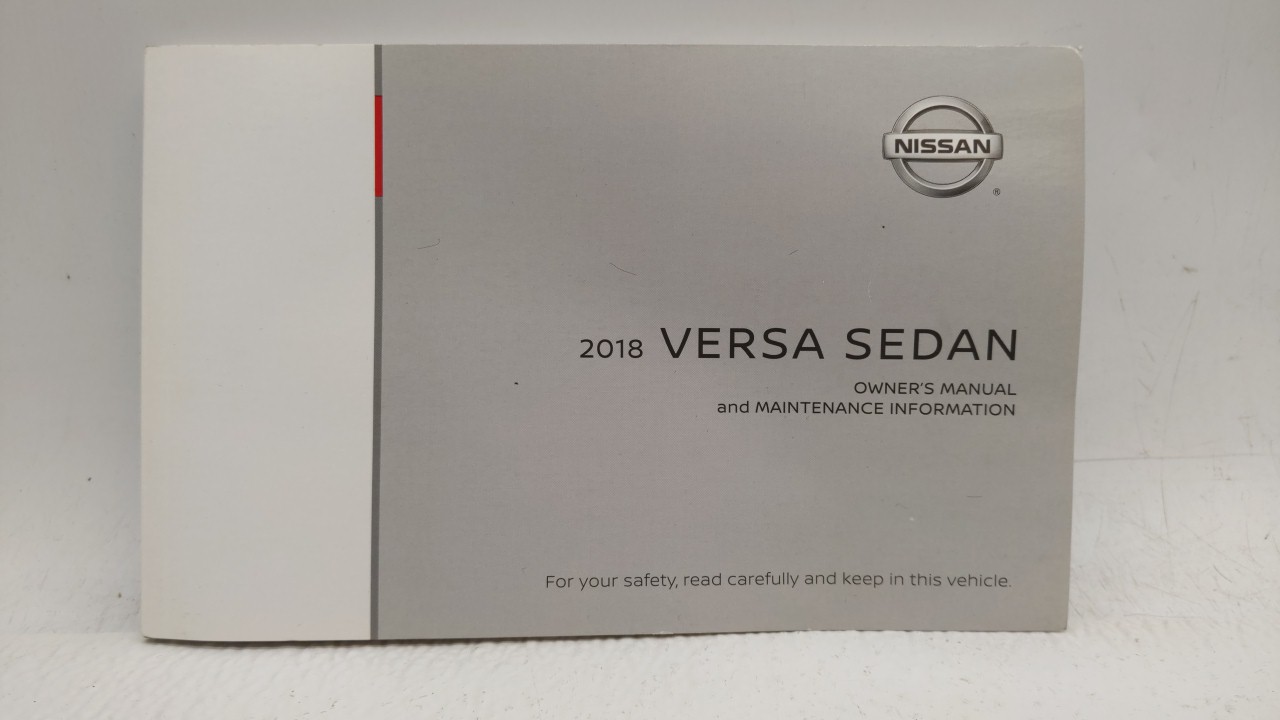 NISSAN
®
2018 VERSA SEDAN
OWNER'S MANUAL
and MAINTENANCE INFORMATION
For your safety, read carefully and keep in this vehicle.